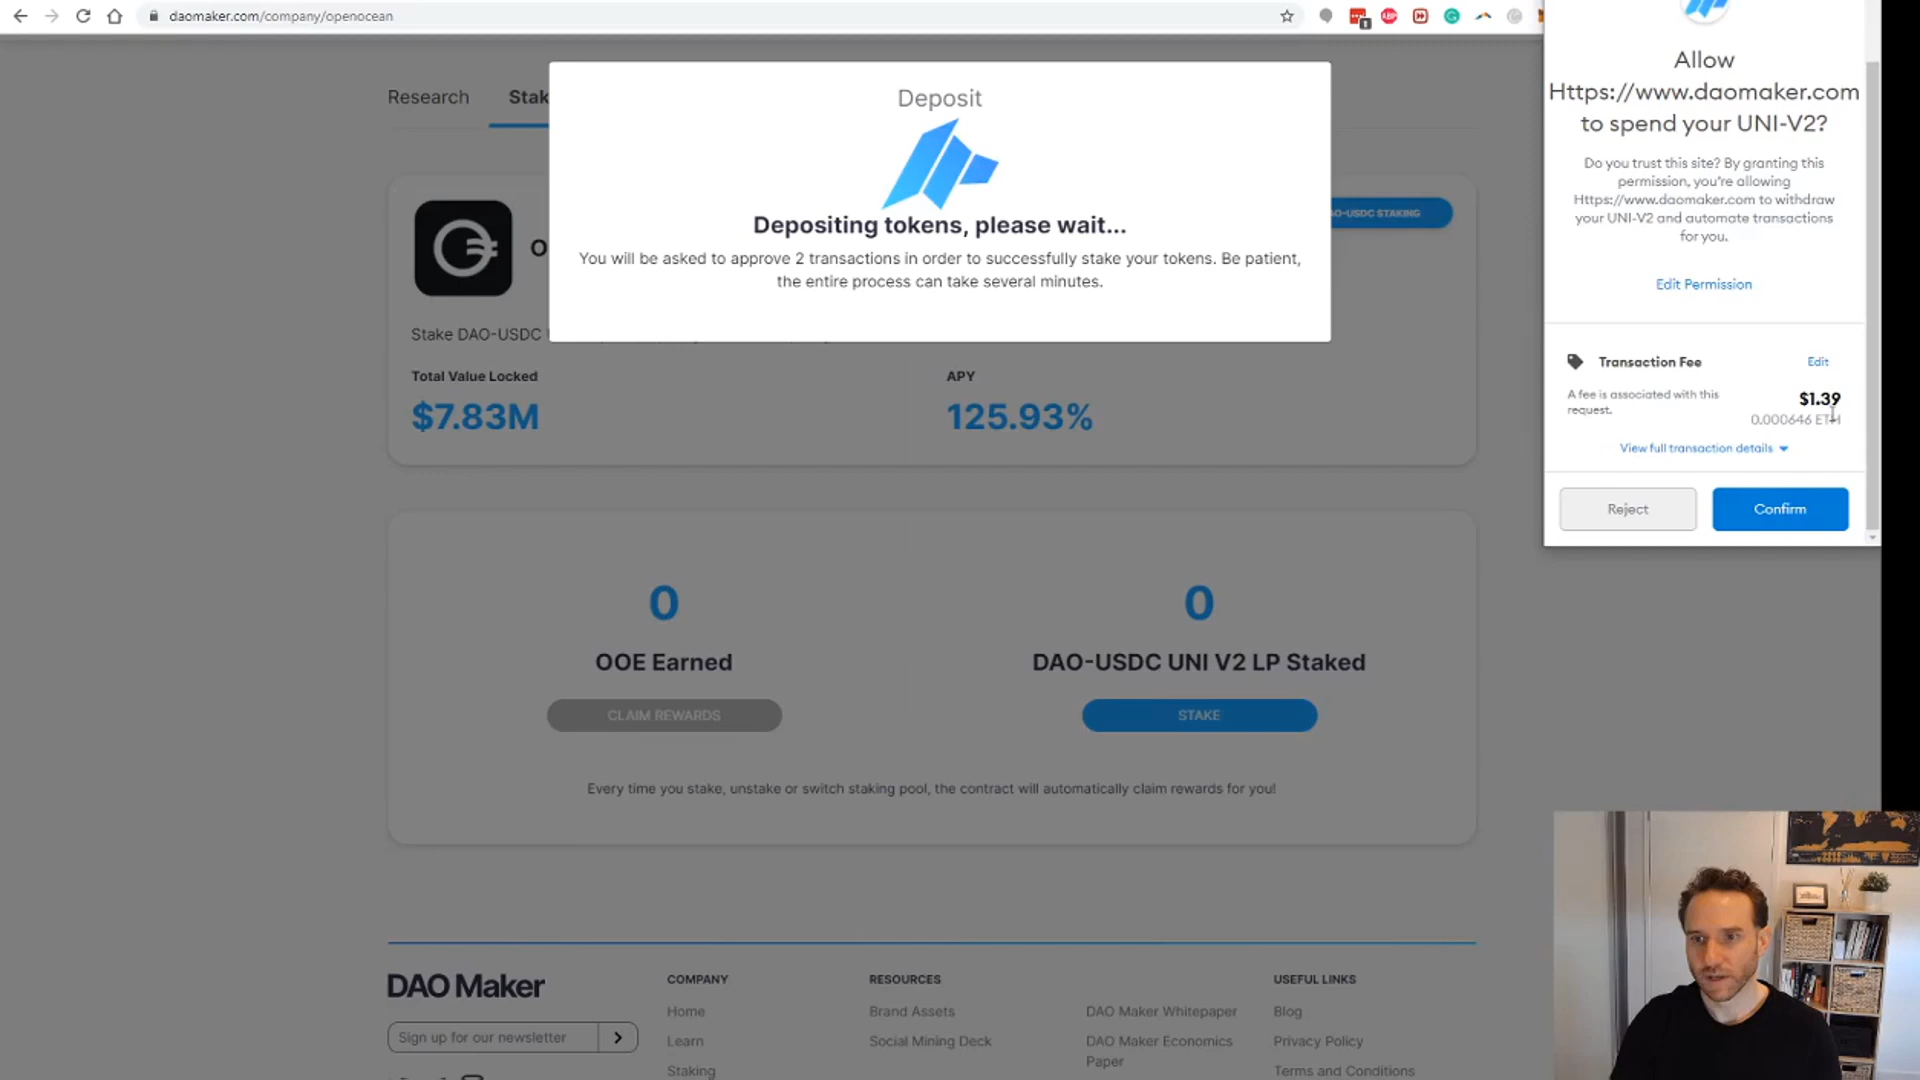 daomaker.com/company/openocean
Research
Stak
Deposit
Depositing tokens, please wait...
You will be asked to approve 2 transactions in order to successfully stake your tokens. Be patient,
the entire process can take several minutes.
O-USDC STAKING
O
Stake DAO-USDC
Total Value Locked
$7.83M
APY
125.93%
0
OOE Earned
CLAIM REWARDS
0
DAO-USDC UNI V2 LP Staked
STAKE
Every time you stake, unstake or switch staking pool, the contract will automatically claim rewards for you!
Allow
Https://www.daomaker.com
to spend your UNI-V2?
Do you trust this site? By granting this
permission, you're allowing
Https://www.daomaker.com to withdraw
your UNI-V2 and automate transactions
for you.
Edit Permission
Transaction Fee
Edit
A fee is associated with this
request.
$1.39
0.000646 ETH
View full transaction details
Reject
Confirm
DAO Maker
Sign up for our newsletter
COMPANY
Home
Learn
Staking
RESOURCES
Brand Assets
Social Mining Deck
DAO Maker Whitepaper
DAO Maker Economics
Paper
USEFUL LINKS
Blog
Privacy Policy
Terms and Conditions